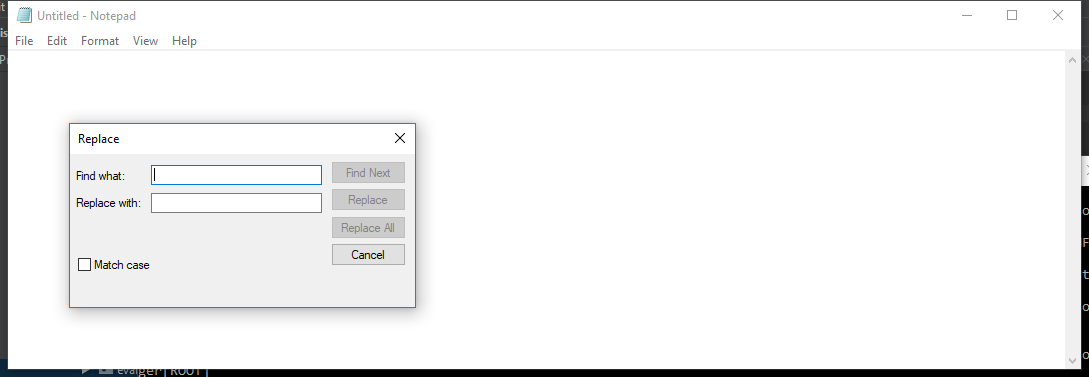 Untitled - Notepad
File Edit Format View Help
Replace
Find what:
Find Next
Replace with:
Replace
Replace All
Cancel
Match case